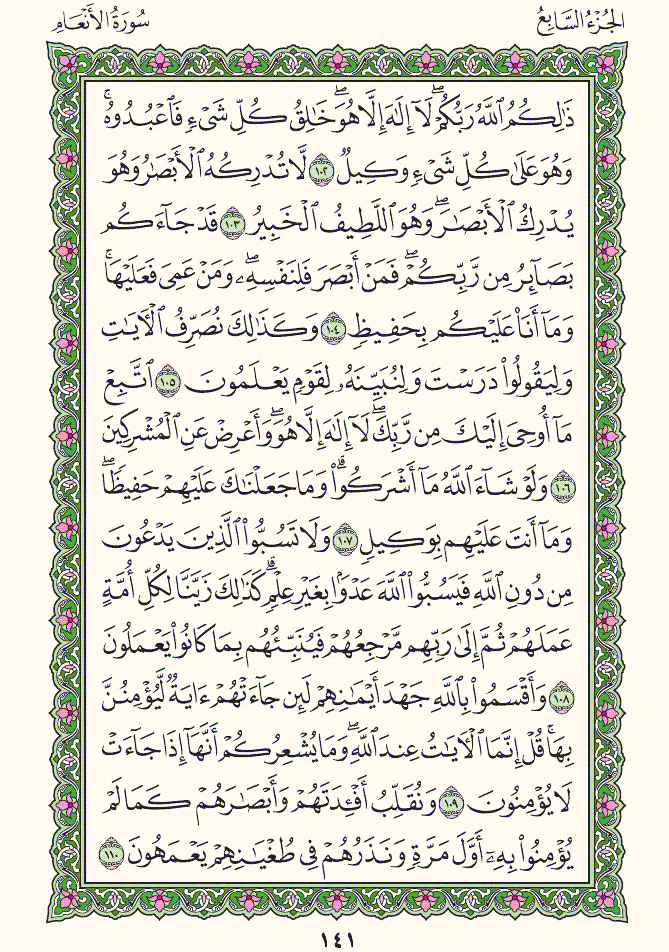 الجُزْءُ السَّابِعُ
سُورَةُ الأَنْعَامِ
ذَٰلِكُمُ ٱللَّهُ رَبُّكُمْ ۖ لَآ إِلَٰهَ إِلَّا هُوَ ۖ خَٰلِقُ كُلِّ شَىْءٍ فَٱعْبُدُوهُ ۚ
وَهُوَ عَلَىٰ كُلِّ شَىْءٍ وَكِيلٌ ١٠٢ لَّا تُدْرِكُهُ ٱلْأَبْصَٰرُ وَهُوَ
يُدْرِكُ ٱلْأَبْصَٰرَ ۖ وَهُوَ ٱللَّطِيفُ ٱلْخَبِيرُ ١٠٣ قَدْ جَآءَكُم
بَصَآئِرُ مِن رَّبِّكُمْ ۖ فَمَنْ أَبْصَرَ فَلِنَفْسِهِۦ ۖ وَمَنْ عَمِىَ فَعَلَيْهَا ۚ
وَمَآ أَنَا۠ عَلَيْكُم بِحَفِيظٍ ١٠٤ وَكَذَٰلِكَ نُصَرِّفُ ٱلْءَايَٰتِ
وَلِيَقُولُوا۟ دَرَسْتَ وَلِنُبَيِّنَهُۥ لِقَوْمٍ يَعْلَمُونَ ١٠٥ ٱتَّبِعْ
مَآ أُوحِىَ إِلَيْكَ مِن رَّبِّكَ ۖ لَآ إِلَٰهَ إِلَّا هُوَ ۖ وَأَعْرِضْ عَنِ ٱلْمُشْرِكِينَ
١٠٦ وَلَوْ شَآءَ ٱللَّهُ مَآ أَشْرَكُوا۟ ۗ وَمَا جَعَلْنَٰكَ عَلَيْهِمْ حَفِيظًا ۖ
وَمَآ أَنتَ عَلَيْهِم بِوَكِيلٍ ١٠٧ وَلَا تَسُبُّوا۟ ٱلَّذِينَ يَدْعُونَ
مِن دُونِ ٱللَّهِ فَيَسُبُّوا۟ ٱللَّهَ عَدْوًۢا بِغَيْرِ عِلْمٍ ۗ كَذَٰلِكَ زَيَّنَّا لِكُلِّ أُمَّةٍ
عَمَلَهُمْ ثُمَّ إِلَىٰ رَبِّهِم مَّرْجِعُهُمْ فَيُنَبِّئُهُم بِمَا كَانُوا۟ يَعْمَلُونَ
١٠٨ وَأَقْسَمُوا۟ بِٱللَّهِ جَهْدَ أَيْمَٰنِهِمْ لَئِن جَآءَتْهُمْ ءَايَةٌ لَّيُؤْمِنُنَّ
بِهَا ۚ قُلْ إِنَّمَا ٱلْءَايَٰتُ عِندَ ٱللَّهِ ۖ وَمَا يُشْعِرُكُمْ أَنَّهَآ إِذَا جَآءَتْ
لَا يُؤْمِنُونَ ١٠٩ وَنُقَلِّبُ أَفْـِٔدَتَهُمْ وَأَبْصَٰرَهُمْ كَمَا لَمْ
يُؤْمِنُوا۟ بِهِۦٓ أَوَّلَ مَرَّةٍ وَنَذَرُهُمْ فِى طُغْيَٰنِهِمْ يَعْمَهُونَ ١١٠
١٤١